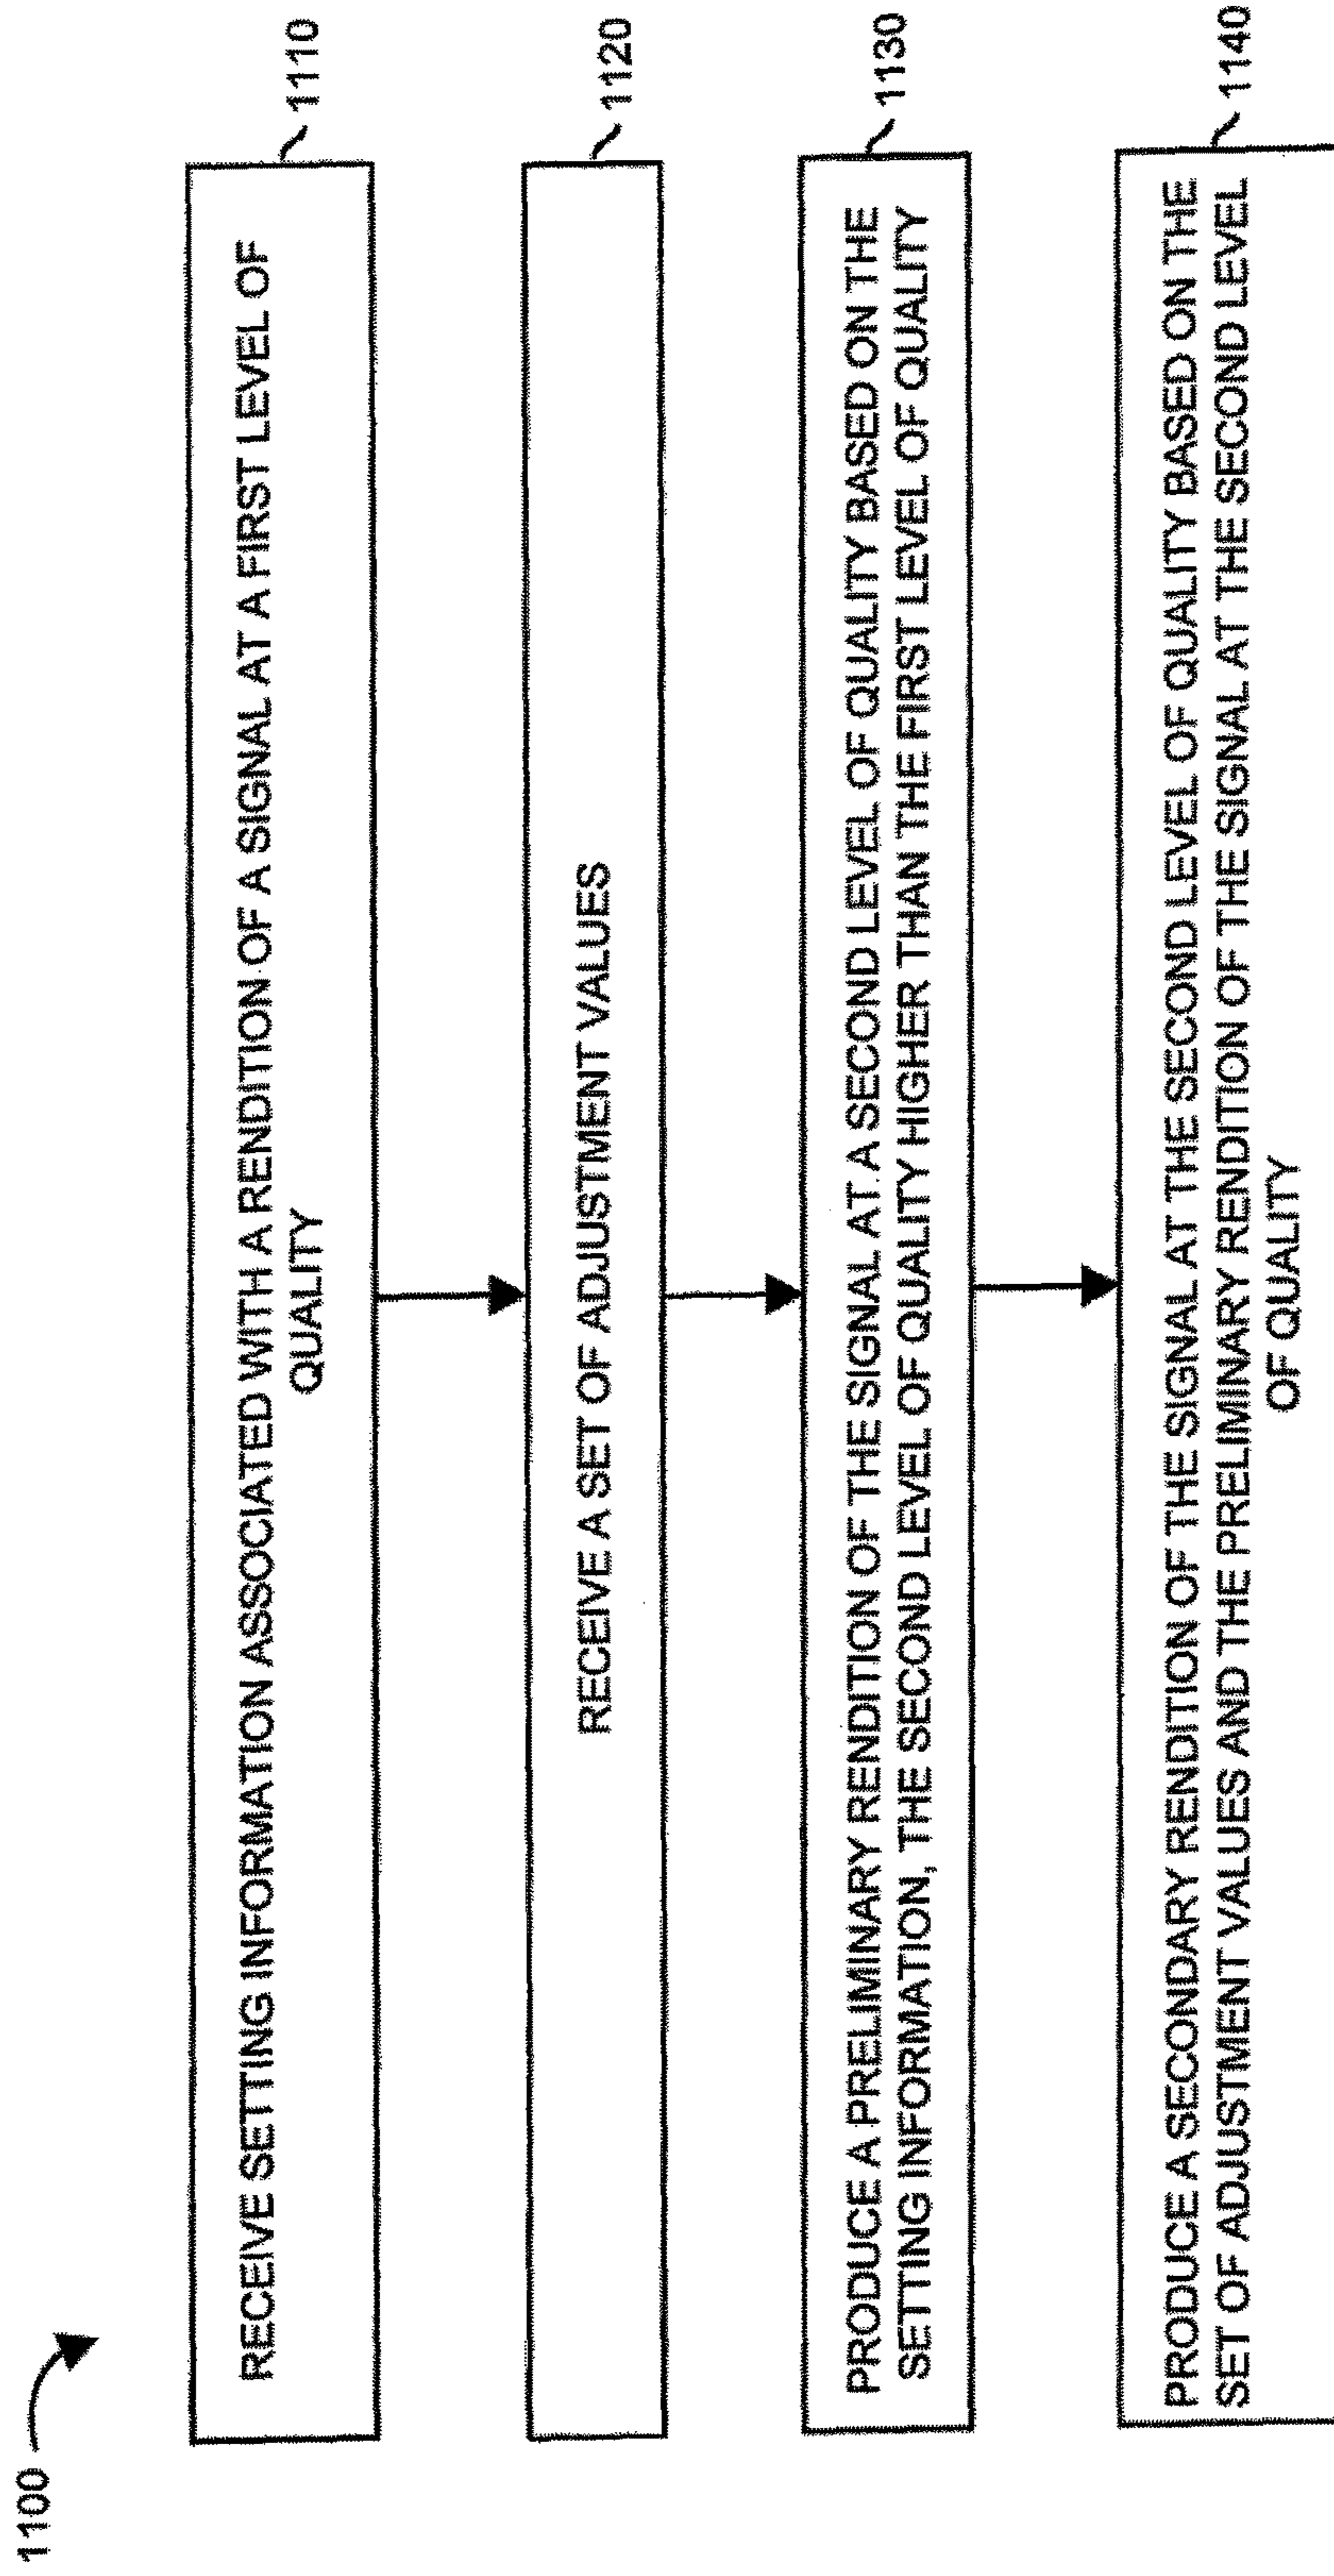 1100
RECEIVE SETTING INFORMATION ASSOCIATED WITH A RENDITION OF A SIGNAL AT A FIRST LEVEL OF
QUALITY
1110
RECEIVE A SET OF ADJUSTMENT VALUES
1120
PRODUCE A PRELIMINARY RENDITION OF THE SIGNAL AT A SECOND LEVEL OF QUALITY BASED ON THE
SETTING INFORMATION, THE SECOND LEVEL OF QUALITY HIGHER THAN THE FIRST LEVEL OF QUALITY
1130
PRODUCE A SECONDARY RENDITION OF THE SIGNAL AT THE SECOND LEVEL OF QUALITY BASED ON THE
SET OF ADJUSTMENT VALUES AND THE PRELIMINARY RENDITION OF THE SIGNAL AT THE SECOND LEVEL
OF QUALITY
1140